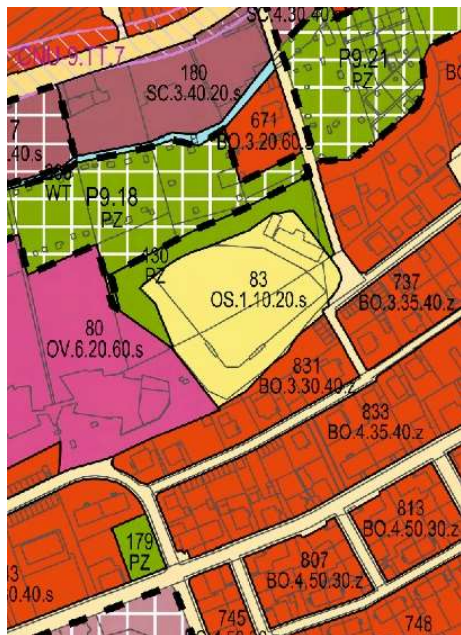 SC.4.30.40.z
CNU 9.1T.7
180
SC.3.40.20.s
P9.21
PZ
BO
7
.40.s
671
BO.3.20.60.s
WT
P9.18
PZ
130
PZ
83
OS.1.10.20.s
737
BO.3.35.40.z
80
OV.6.20.60.s
831
BO.3.30.40.z
833
BO.4.35.40.z
813
BO.4.50.30.z
179
PZ
807
BO.4.50.30.z
3
0.40.s
745
748